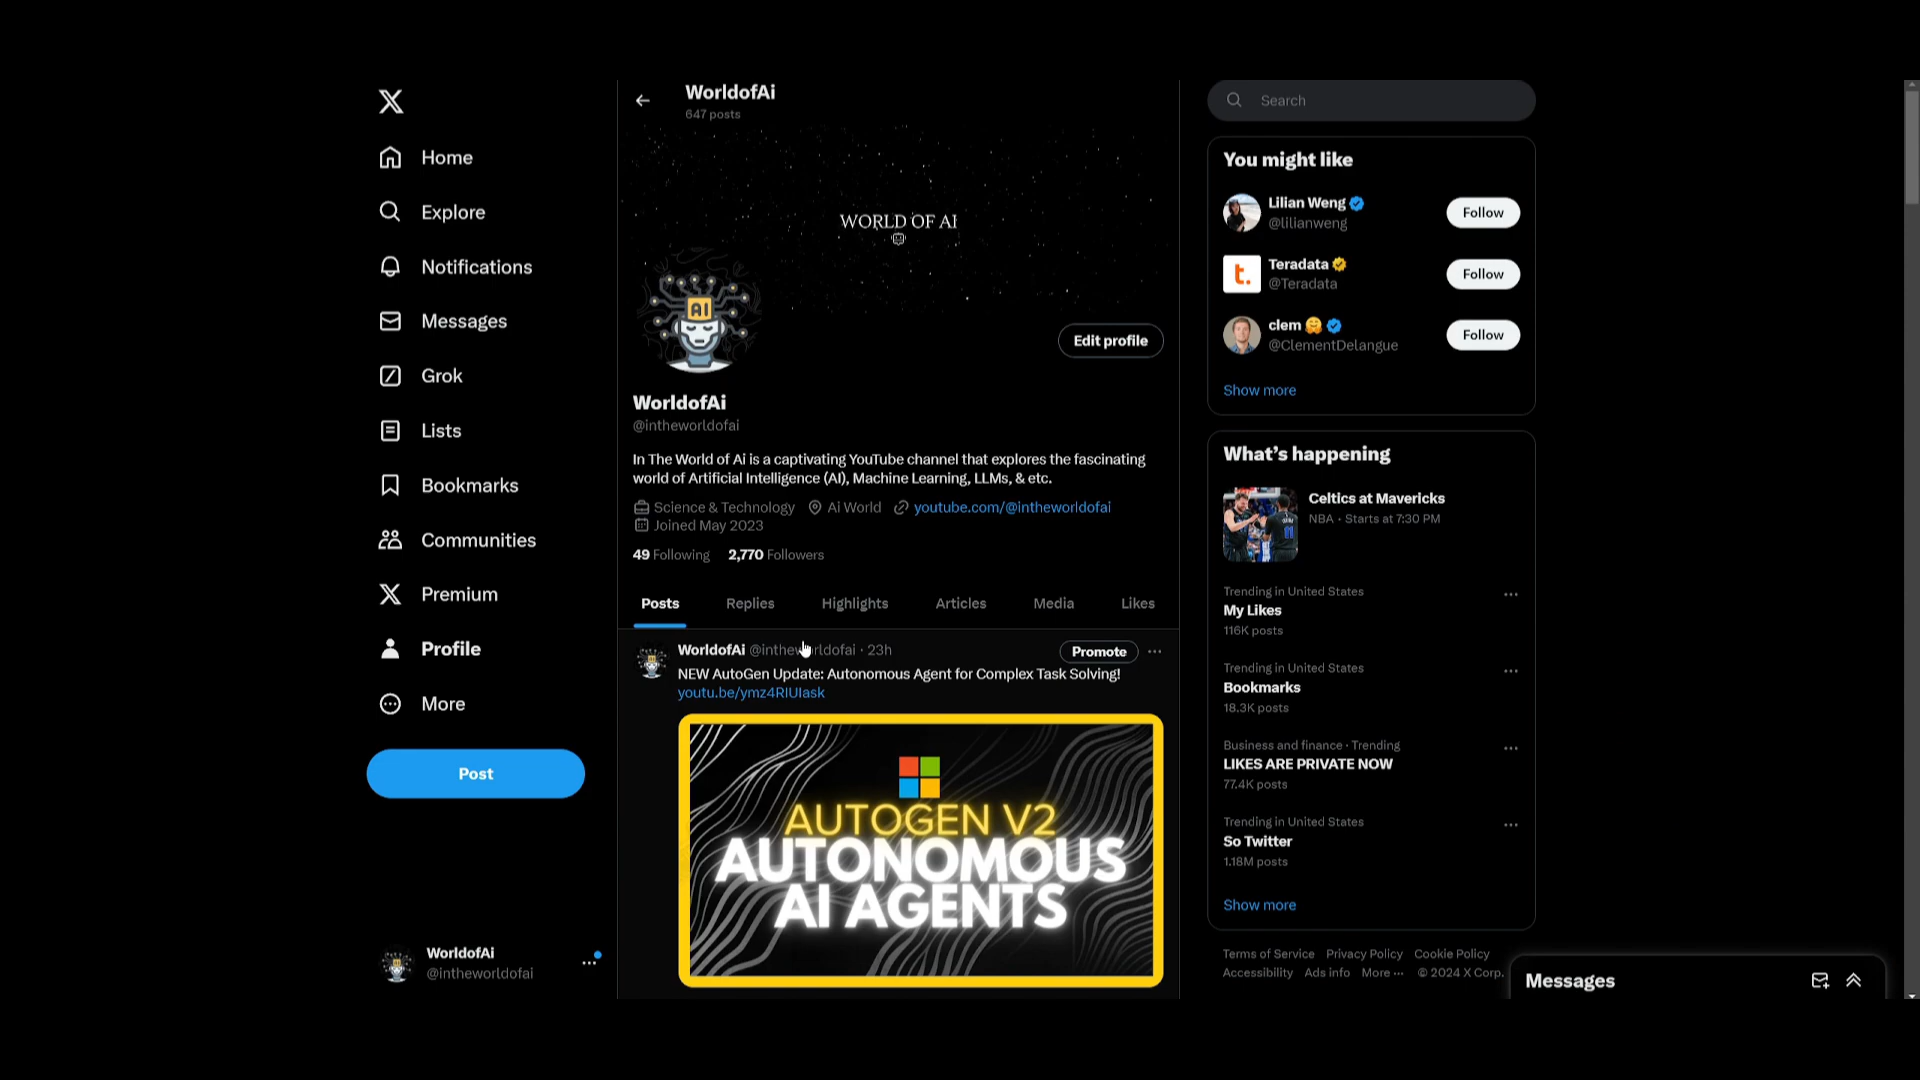 WorldofAi
647 posts
Home
Explore
Notifications
Messages
Grok
Lists
Bookmarks
Communities
Premium
Profile
More
Post
WorldofAi
@intheworldofai
WORLD OF AI
AI
Edit profile
WorldofAi
@intheworldofai
In The World of Ai is a captivating YouTube channel that explores the fascinating
world of Artificial Intelligence (AI), Machine Learning, LLMs, & etc.
Science & Technology Ai World youtube.com/@intheworldofai
Joined May 2023
49 Following 2,770 Followers
Posts Replies Highlights Articles Media Likes
WorldofAi @intheworldofai · 23h Promote
NEW AutoGen Update: Autonomous Agent for Complex Task Solving!
youtu.be/ymz4RIUIask
AUTOGEN V2
AUTONOMOUS
AI AGENTS
Search
You might like
Lilian Weng
@lilianweng
Follow
t.
Teradata
@Teradata
Follow
clem
@ClementDelangue
Follow
Show more
What's happening
Celtics at Mavericks
NBA · Starts at 7:30 PM
Trending in United States
My Likes
116K posts
Trending in United States
Bookmarks
18.3K posts
Business and finance · Trending
LIKES ARE PRIVATE NOW
77.4K posts
Trending in United States
So Twitter
1.18M posts
Show more
Terms of Service Privacy Policy Cookie Policy
Accessibility Ads info More ··· © 2024 X Corp.
Messages